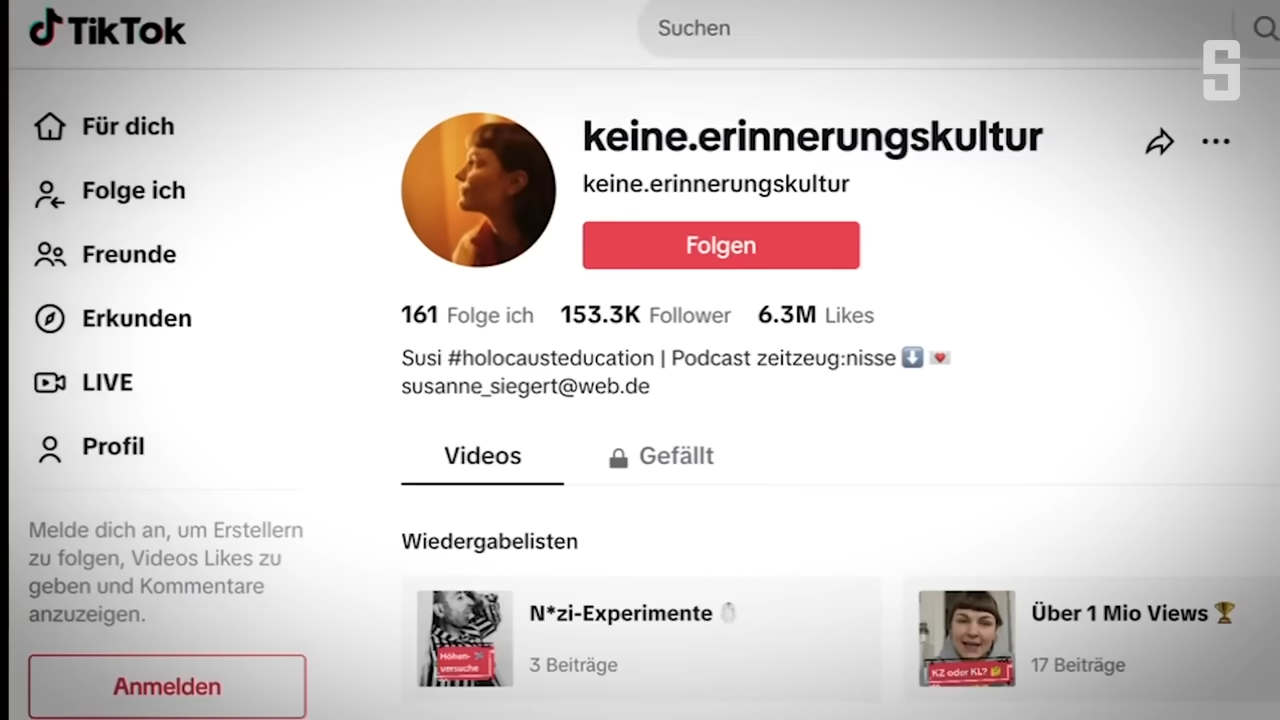 TikTok
Suchen
S
Für dich
Folge ich
Freunde
Erkunden
LIVE
Profil
Melde dich an, um Erstellern
zu folgen, Videos Likes zu
geben und Kommentare
anzuzeigen.
Anmelden
keine.erinnerungskultur
keine.erinnerungskultur
Folgen
161 Folge ich 153.3K Follower 6.3M Likes
Susi #holocausteducation | Podcast zeitzeug:nisse ⬇️ 💌
susanne_siegert@web.de
Videos
Gefällt
Wiedergabelisten
Höhen-
versuche
N*zi-Experimente
3 Beiträge
KZ oder KL? 🤔
Über 1 Mio Views 🏆
17 Beiträge